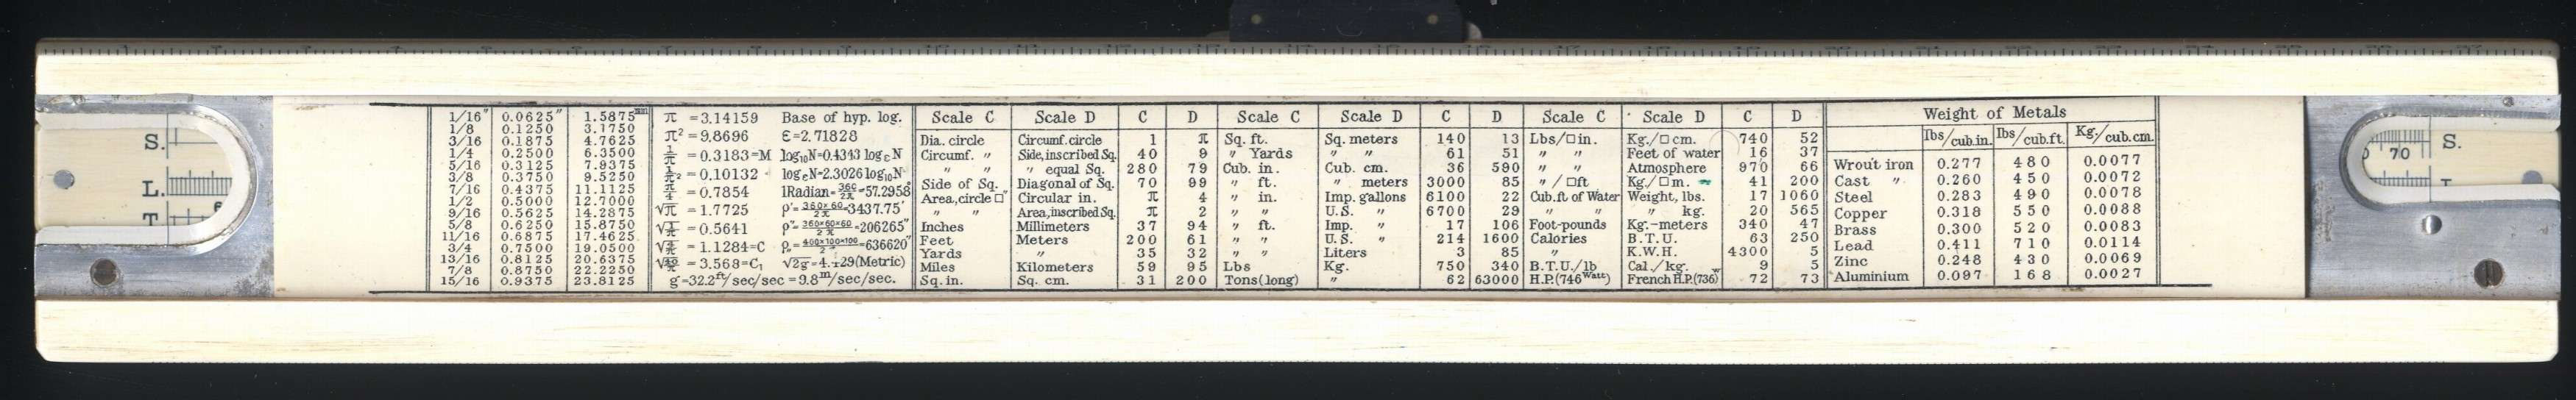 S.
L.
T
1/16" 0.0625" 1.5875mm
1/8 0.1250 3.1750
3/16 0.1875 4.7625
1/4 0.2500 6.3500
5/16 0.3125 7.9375
3/8 0.3750 9.5250
7/16 0.4375 11.1125
1/2 0.5000 12.7000
9/16 0.5625 14.2875
5/8 0.6250 15.8750
11/16 0.6875 17.4625
3/4 0.7500 19.0500
13/16 0.8125 20.6375
7/8 0.8750 22.2250
15/16 0.9375 23.8125
π =3.14159 Base of hyp. log.
π² =9.8696 ε=2.71828
1/π =0.3183=M log₁₀N=0.4343 logεN
1/π² =0.10132 logεN=2.3026log₁₀N
π/4 =0.7854 1Radian=360/2π=57.2958
√π =1.7725 ρ'=360×60/2π=3437.75'
√1/π =0.5641 ρ"=360×60×60/2π=206265"
=1.1284=C ρ,,=400×100×100/2π=636620"
=3.568=C₁ √2g=4.429(Metric)
g=32.2ft/sec/sec =9.8m/sec/sec.
Scale C Scale D C D
Dia. circle Circumf. circle 1 π
Circumf. " Side, inscribed Sq. 40 9
" " " equal Sq. 280 79
Side of Sq. Diagonal of Sq. 70 99
Area, circle □" Circular in. π 4
" " Area, inscribed Sq. π 2
Inches Millimeters 37 94
Feet Meters 200 61
Yards " 35 32
Miles Kilometers 59 95
Sq. in. Sq. cm. 31 200
Scale C Scale D C D
Sq. ft. Sq. meters 140 13
" Yards " " 61 51
Cub. in. Cub. cm. 36 590
" ft. " meters 3000 85
" in. Imp. gallons 6100 22
" " U.S. " 6700 29
" ft. Imp. " 17 106
" " U.S. " 214 1600
" " Liters 3 85
Lbs Kg. 750 340
Tons(long) " 62 63000
Scale C Scale D C D
Lbs/□in. Kg./□cm. 740 52
" " Feet of water 16 37
" " Atmosphere 970 66
" /□ft Kg./□m. 41 200
Cub.ft of Water Weight, lbs. 17 1060
" " " kg. 20 565
Foot-pounds Kg.-meters 340 47
Calories B.T.U. 63 250
" K.W.H. 4300 5
B.T.U./lb Cal./kg. 9 5
H.P.(746Watt) French H.P.(736w) 72 73
Weight of Metals
lbs/cub.in. lbs/cub.ft. Kg./cub.cm.
Wrout iron 0.277 480 0.0077
Cast " 0.260 450 0.0072
Steel 0.283 490 0.0078
Copper 0.318 550 0.0088
Brass 0.300 520 0.0083
Lead 0.411 710 0.0114
Zinc 0.248 430 0.0069
Aluminium 0.097 168 0.0027
70
S.